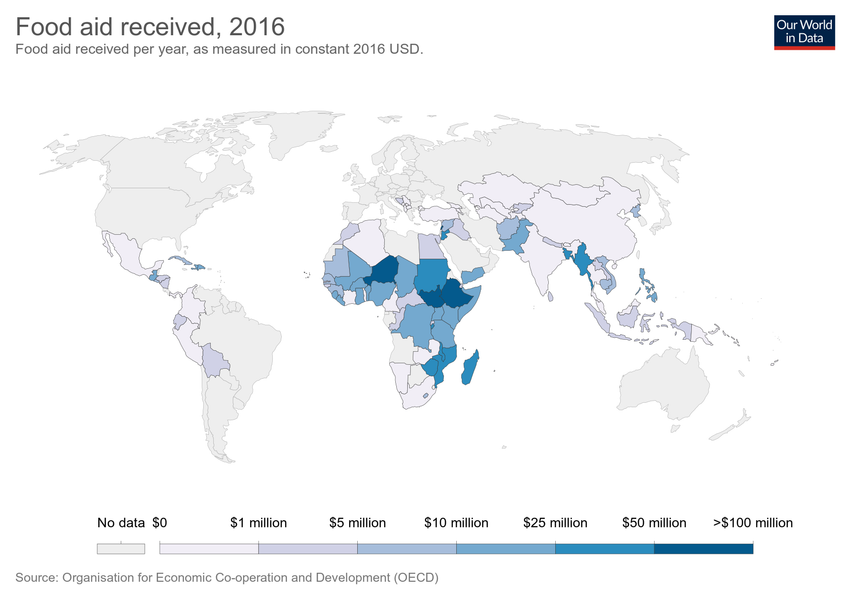 Food aid received, 2016
Food aid received per year, as measured in constant 2016 USD.
Our World
in Data
No data $0 $1 million $5 million $10 million $25 million $50 million >$100 million
Source: Organisation for Economic Co-operation and Development (OECD)